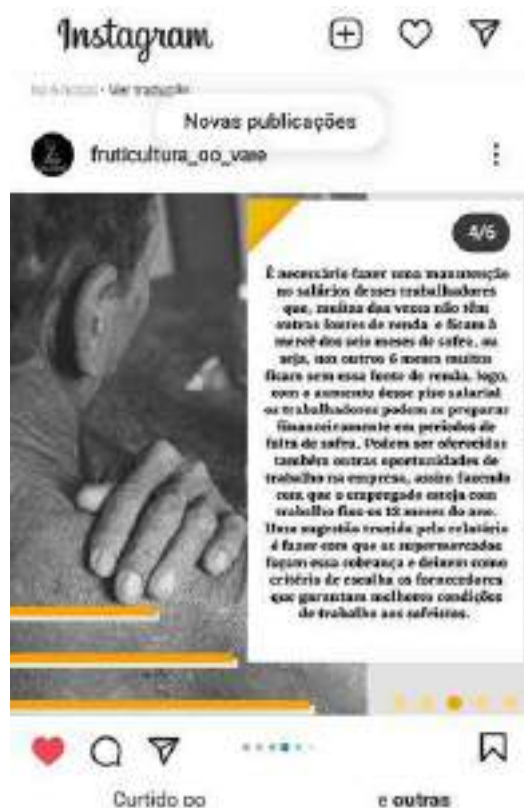 Instagram
Ver tradução
Novas publicações
fruticultura_oo_vale
4/6
É necessário fazer uma manutenção
no salários desses trabalhadores
que, muitas das vezes não têm
outras fontes de renda e ficam à
mercê dos seis meses de safra, ou
seja, nos outros 6 meses muitos
ficam sem essa fonte de renda, logo,
com o aumento desse piso salarial
os trabalhadores podem se preparar
financeiramente em períodos de
falta de safra. Podem ser oferecidas
também outras oportunidades de
trabalho na empresa, assim fazendo
com que o empregado esteja com
trabalho fixo os 12 meses do ano.
Uma sugestão trazida pelo relatório
é fazer com que os supermercados
façam essa cobrança e deixem como
critério de escolha os fornecedores
que garantam melhores condições
de trabalho aos safristas.
Curtido po e outras